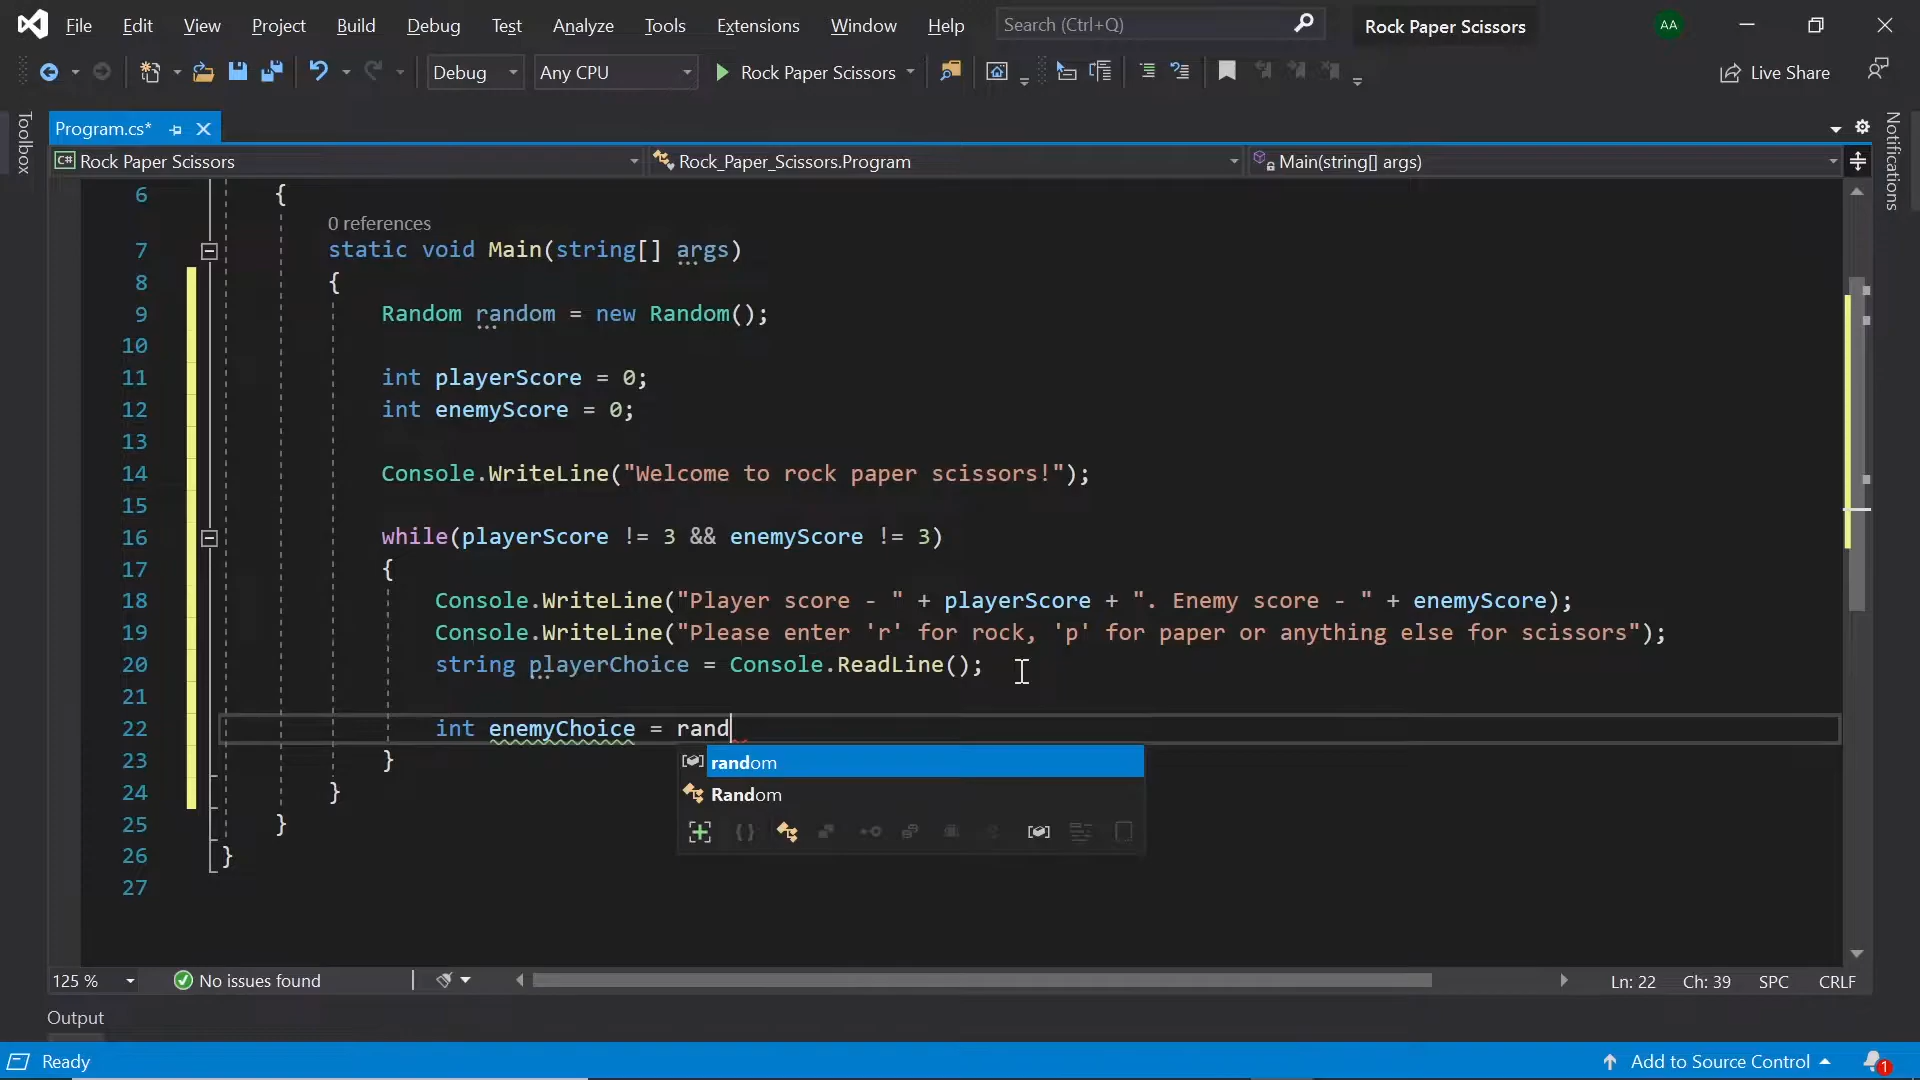 File Edit View Project Build Debug Test Analyze Tools Extensions Window Help Search (Ctrl+Q) Rock Paper Scissors AA
Debug Any CPU Rock Paper Scissors Live Share
Toolbox
Program.cs*
Notifications
C# Rock Paper Scissors Rock_Paper_Scissors.Program Main(string[] args)
6 {
0 references
7 static void Main(string[] args)
8 {
9 Random random = new Random();
10
11 int playerScore = 0;
12 int enemyScore = 0;
13
14 Console.WriteLine("Welcome to rock paper scissors!");
15
16 while(playerScore != 3 && enemyScore != 3)
17 {
18 Console.WriteLine("Player score - " + playerScore + ". Enemy score - " + enemyScore);
19 Console.WriteLine("Please enter 'r' for rock, 'p' for paper or anything else for scissors");
20 string playerChoice = Console.ReadLine();
21
22 int enemyChoice = rand
23 }
random
24 }
Random
25 }
26 }
27
125 % No issues found Ln: 22 Ch: 39 SPC CRLF
Output
Ready Add to Source Control 1